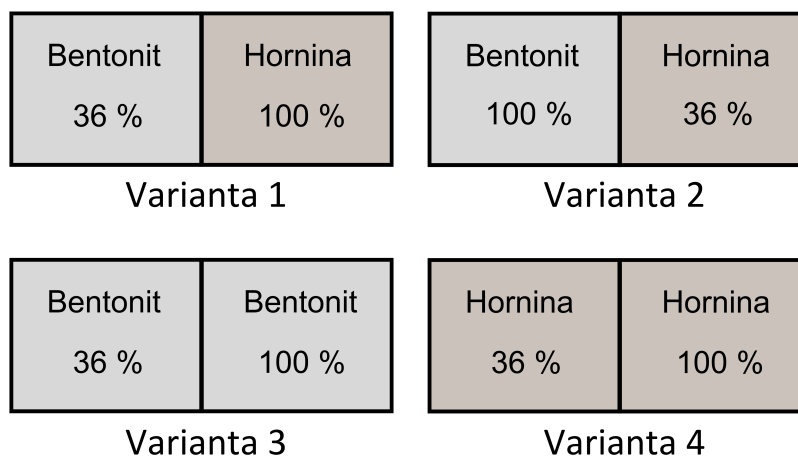 Bentonit
36 %
Hornina
100 %
Varianta 1
Bentonit
100 %
Hornina
36 %
Varianta 2
Bentonit
36 %
Bentonit
100 %
Varianta 3
Hornina
36 %
Hornina
100 %
Varianta 4